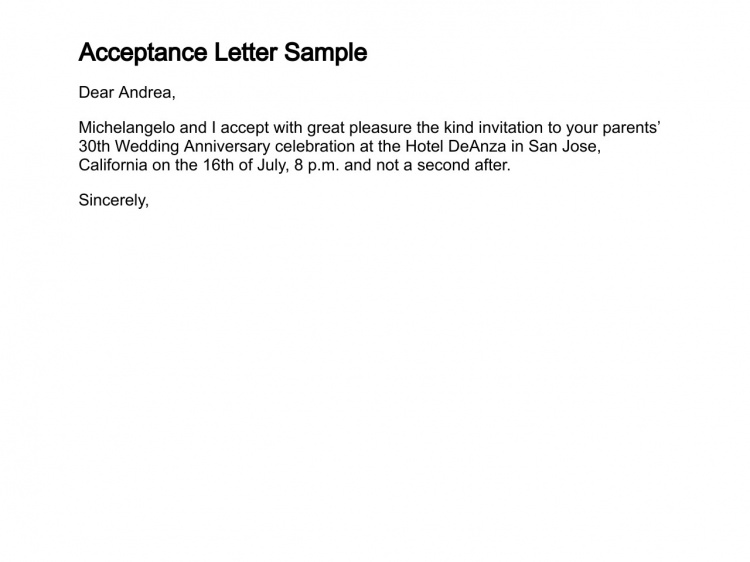 Acceptance Letter Sample
Dear Andrea,
Michelangelo and I accept with great pleasure the kind invitation to your parents’
30th Wedding Anniversary celebration at the Hotel DeAnza in San Jose,
California on the 16th of July, 8 p.m. and not a second after.
Sincerely,